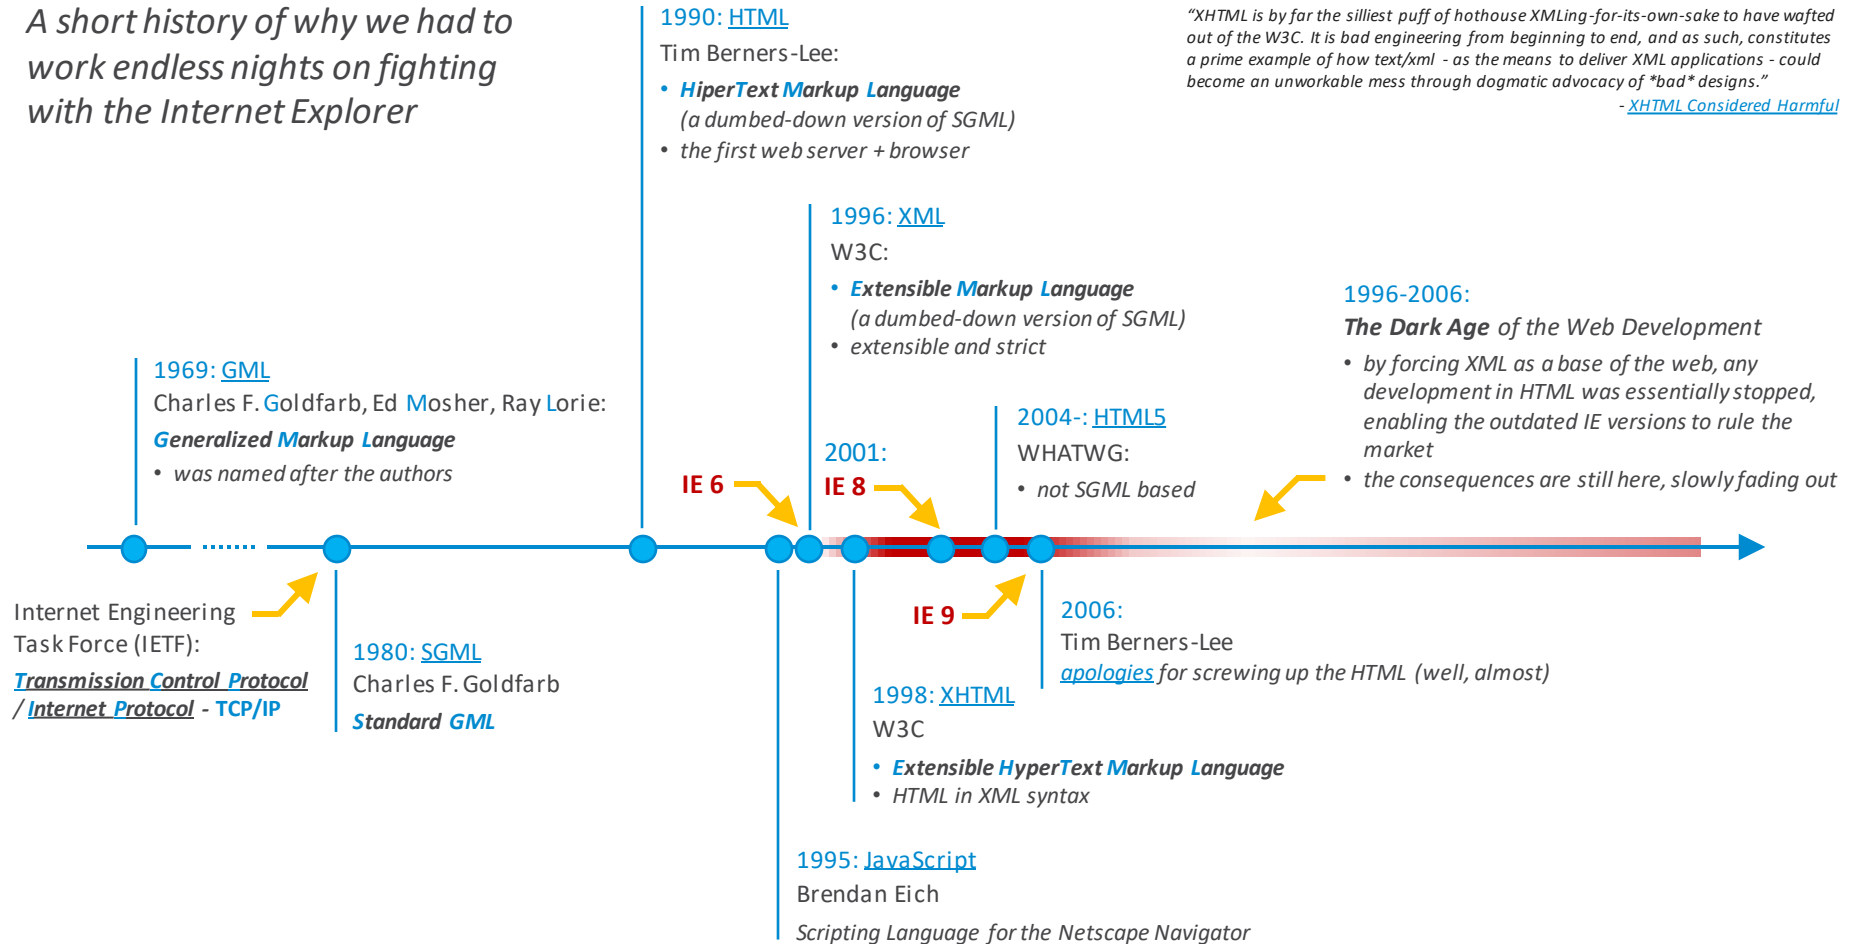 A short history of why we had to
work endless nights on fighting
with the Internet Explorer
1990: HTML
Tim Berners-Lee:
• HiperText Markup Language
(a dumbed-down version of SGML)
• the first web server + browser
“XHTML is by far the silliest puff of hothouse XMLing-for-its-own-sake to have wafted
out of the W3C. It is bad engineering from beginning to end, and as such, constitutes
a prime example of how text/xml - as the means to deliver XML applications - could
become an unworkable mess through dogmatic advocacy of *bad* designs.”
- XHTML Considered Harmful
1996: XML
W3C:
• Extensible Markup Language
(a dumbed-down version of SGML)
• extensible and strict
1996-2006:
The Dark Age of the Web Development
• by forcing XML as a base of the web, any
development in HTML was essentially stopped,
enabling the outdated IE versions to rule the
market
• the consequences are still here, slowly fading out
1969: GML
Charles F. Goldfarb, Ed Mosher, Ray Lorie:
Generalized Markup Language
• was named after the authors
2004-: HTML5
WHATWG:
• not SGML based
IE 6
2001:
IE 8
Internet Engineering
Task Force (IETF):
Transmission Control Protocol
/ Internet Protocol - TCP/IP
1980: SGML
Charles F. Goldfarb
Standard GML
IE 9
2006:
Tim Berners-Lee
apologies for screwing up the HTML (well, almost)
1998: XHTML
W3C
• Extensible HyperText Markup Language
• HTML in XML syntax
1995: JavaScript
Brendan Eich
Scripting Language for the Netscape Navigator